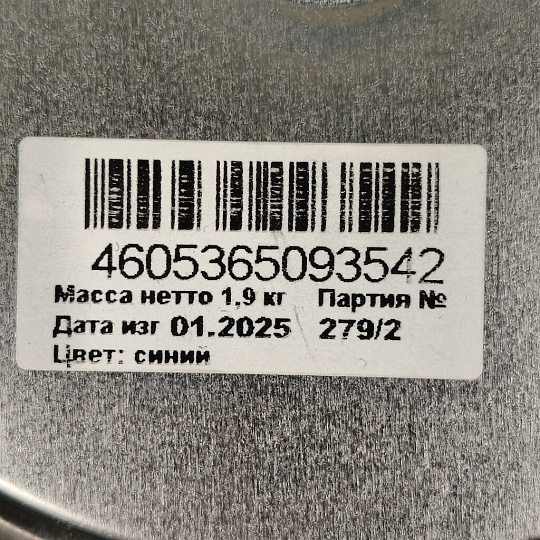 4605365093542
Масса нетто 1,9 кг Партия №
Дата изг 01.2025 279/2
Цвет: синий